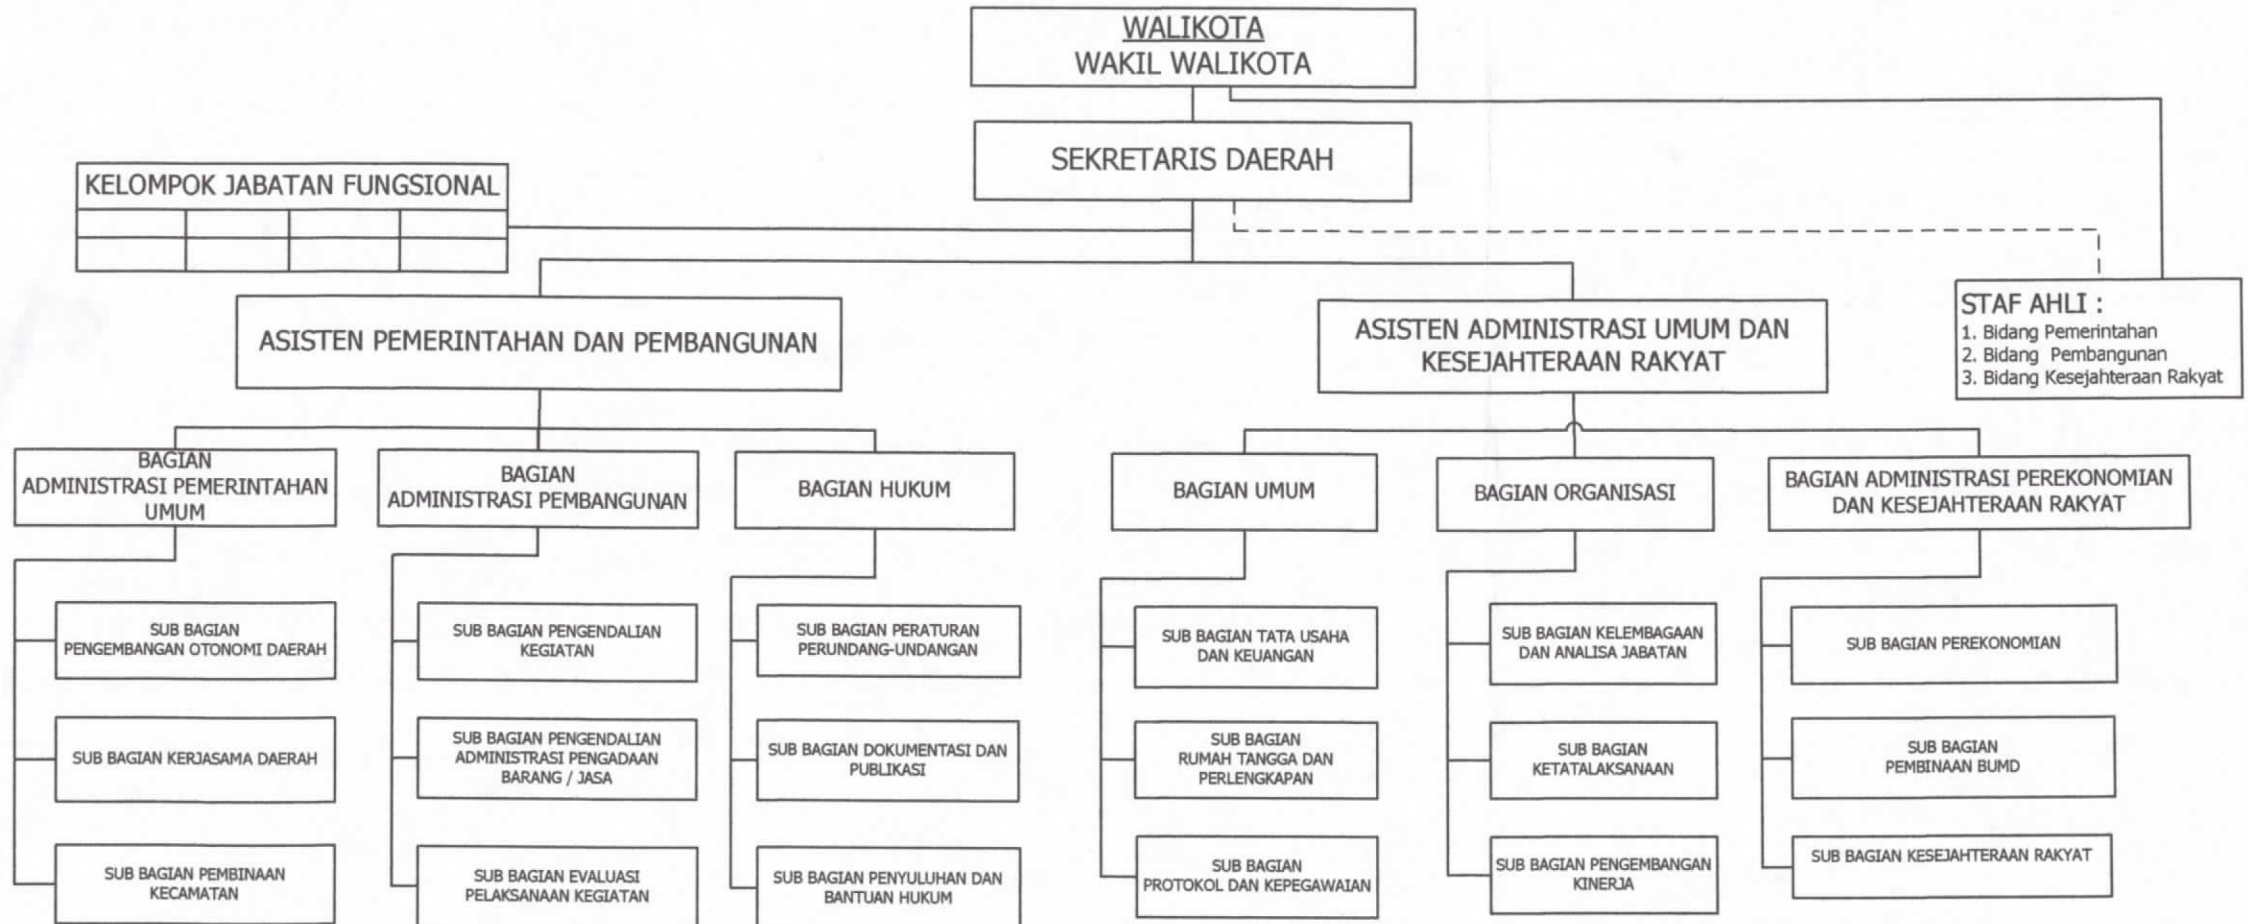 WALIKOTA
WAKIL WALIKOTA
SEKRETARIS DAERAH
KELOMPOK JABATAN FUNGSIONAL
ASISTEN PEMERINTAHAN DAN PEMBANGUNAN
ASISTEN ADMINISTRASI UMUM DAN
KESEJAHTERAAN RAKYAT
STAF AHLI :
1. Bidang Pemerintahan
2. Bidang Pembangunan
3. Bidang Kesejahteraan Rakyat
BAGIAN
ADMINISTRASI PEMERINTAHAN
UMUM
BAGIAN
ADMINISTRASI PEMBANGUNAN
BAGIAN HUKUM
BAGIAN UMUM
BAGIAN ORGANISASI
BAGIAN ADMINISTRASI PEREKONOMIAN
DAN KESEJAHTERAAN RAKYAT
SUB BAGIAN
PENGEMBANGAN OTONOMI DAERAH
SUB BAGIAN PENGENDALIAN
KEGIATAN
SUB BAGIAN PERATURAN
PERUNDANG-UNDANGAN
SUB BAGIAN TATA USAHA
DAN KEUANGAN
SUB BAGIAN KELEMBAGAAN
DAN ANALISA JABATAN
SUB BAGIAN PEREKONOMIAN
SUB BAGIAN KERJASAMA DAERAH
SUB BAGIAN PENGENDALIAN
ADMINISTRASI PENGADAAN
BARANG / JASA
SUB BAGIAN DOKUMENTASI DAN
PUBLIKASI
SUB BAGIAN
RUMAH TANGGA DAN
PERLENGKAPAN
SUB BAGIAN
KETATALAKSANAAN
SUB BAGIAN
PEMBINAAN BUMD
SUB BAGIAN PEMBINAAN
KECAMATAN
SUB BAGIAN EVALUASI
PELAKSANAAN KEGIATAN
SUB BAGIAN PENYULUHAN DAN
BANTUAN HUKUM
SUB BAGIAN
PROTOKOL DAN KEPEGAWAIAN
SUB BAGIAN PENGEMBANGAN
KINERJA
SUB BAGIAN KESEJAHTERAAN RAKYAT